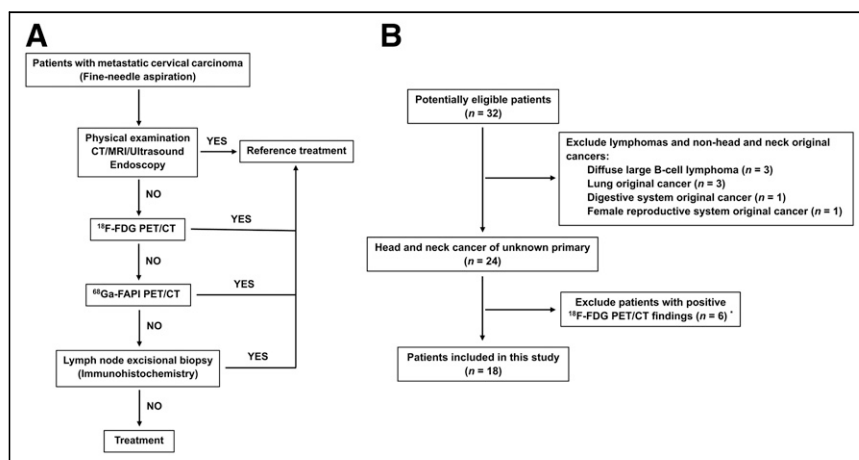 A
Patients with metastatic cervical carcinoma
(Fine-needle aspiration)
Physical examination
CT/MRI/Ultrasound
Endoscopy
YES
Reference treatment
NO
¹⁸F-FDG PET/CT
YES
NO
⁶⁸Ga-FAPI PET/CT
YES
NO
Lymph node excisional biopsy
(Immunohistochemistry)
YES
NO
Treatment
B
Potentially eligible patients
(n = 32)
Exclude lymphomas and non-head and neck original
cancers:
Diffuse large B-cell lymphoma (n = 3)
Lung original cancer (n = 3)
Digestive system original cancer (n = 1)
Female reproductive system original cancer (n = 1)
Head and neck cancer of unknown primary
(n = 24)
Exclude patients with positive
¹⁸F-FDG PET/CT findings (n = 6) *
Patients included in this study
(n = 18)